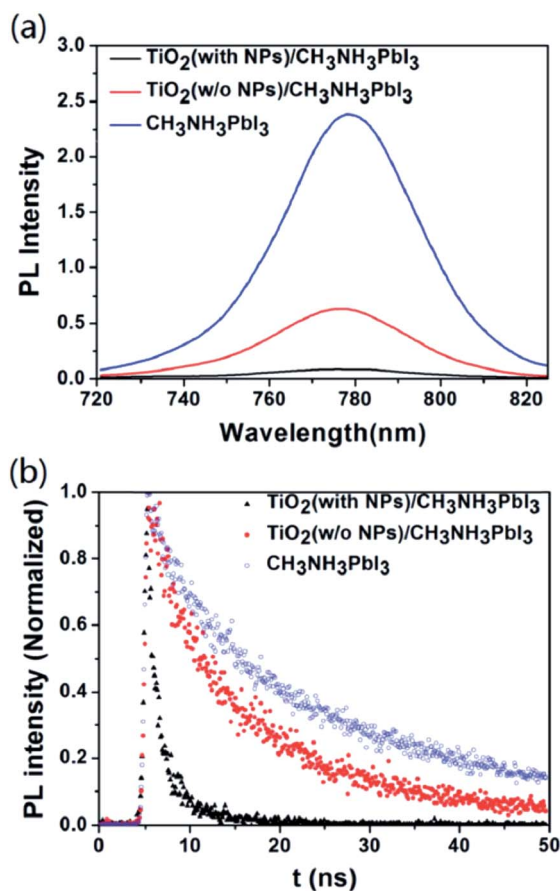 (a)
3.0
2.5
2.0
1.5
1.0
0.5
0.0
PL Intensity
TiO2(with NPs)/CH3NH3PbI3
TiO2(w/o NPs)/CH3NH3PbI3
CH3NH3PbI3
720 740 760 780 800 820
Wavelength(nm)
(b)
1.0
0.8
0.6
0.4
0.2
0.0
PL intensity (Normalized)
TiO2(with NPs)/CH3NH3PbI3
TiO2(w/o NPs)/CH3NH3PbI3
CH3NH3PbI3
0 10 20 30 40 50
t (ns)